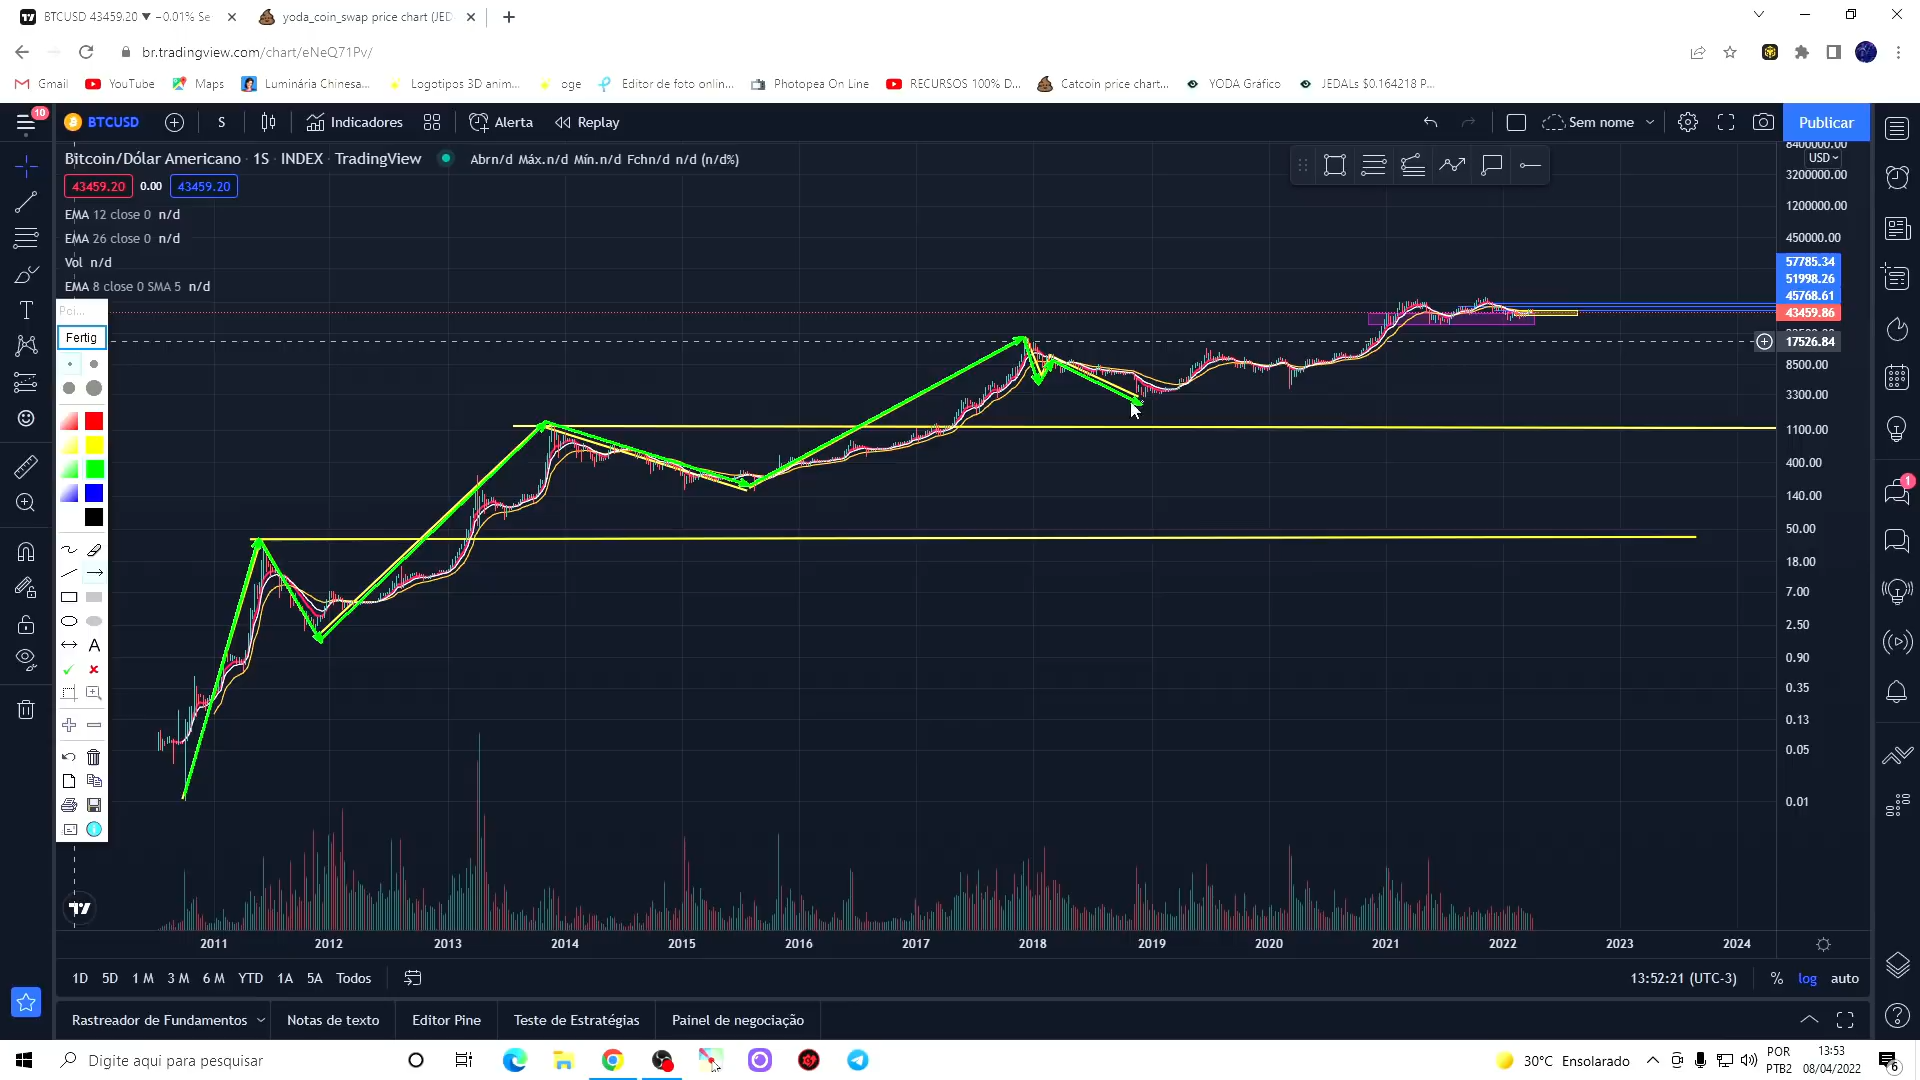 BTCUSD 43459.20 ▼ −0.01% Se
yoda_coin_swap price chart (JED
br.tradingview.com/chart/eNeQ71Pv/
Gmail
YouTube
Maps
Luminária Chinesa...
Logotipos 3D anim...
oge
Editor de foto onlin...
Photopea On Line
RECURSOS 100% D...
Catcoin price chart...
YODA Gráfico
JEDALs $0.164218 P...
10
BTCUSD
S
Indicadores
Alerta
Replay
Sem nome
Publicar
Bitcoin/Dólar Americano · 1S · INDEX · TradingView
Abrn/d Máx.n/d Mín.n/d Fchn/d n/d (n/d%)
43459.20 0.00 43459.20
EMA 12 close 0 n/d
EMA 26 close 0 n/d
Vol n/d
EMA 8 close 0 SMA 5 n/d
Poi...
Fertig
A
USD
3200000.00
1200000.00
450000.00
57785.34
51998.26
45768.61
43459.86
17526.84
8500.00
3300.00
1100.00
400.00
140.00
50.00
18.00
7.00
2.50
0.90
0.35
0.13
0.05
0.01
1
2011 2012 2013 2014 2015 2016 2017 2018 2019 2020 2021 2022 2023 2024
1D 5D 1 M 3 M 6 M YTD 1A 5A Todos
13:52:21 (UTC-3)
%
log
auto
Rastreador de Fundamentos
Notas de texto
Editor Pine
Teste de Estratégias
Painel de negociação
Digite aqui para pesquisar
30°C Ensolarado
POR
PTB2
13:53
08/04/2022
6